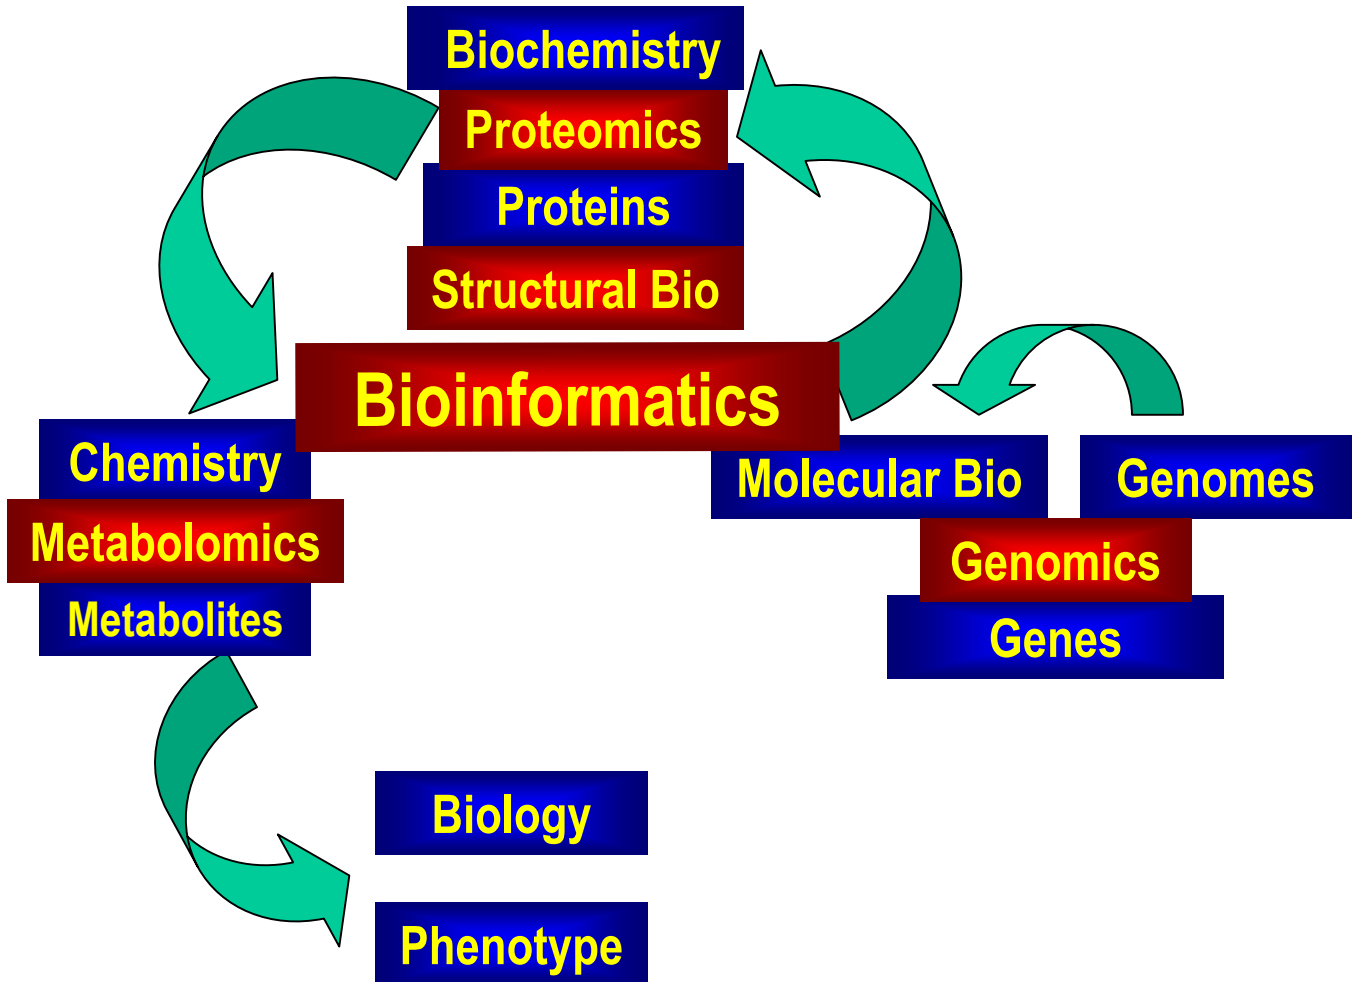 Biochemistry
Proteomics
Proteins
Structural Bio
Bioinformatics
Chemistry
Metabolomics
Metabolites
Molecular Bio
Genomes
Genomics
Genes
Biology
Phenotype